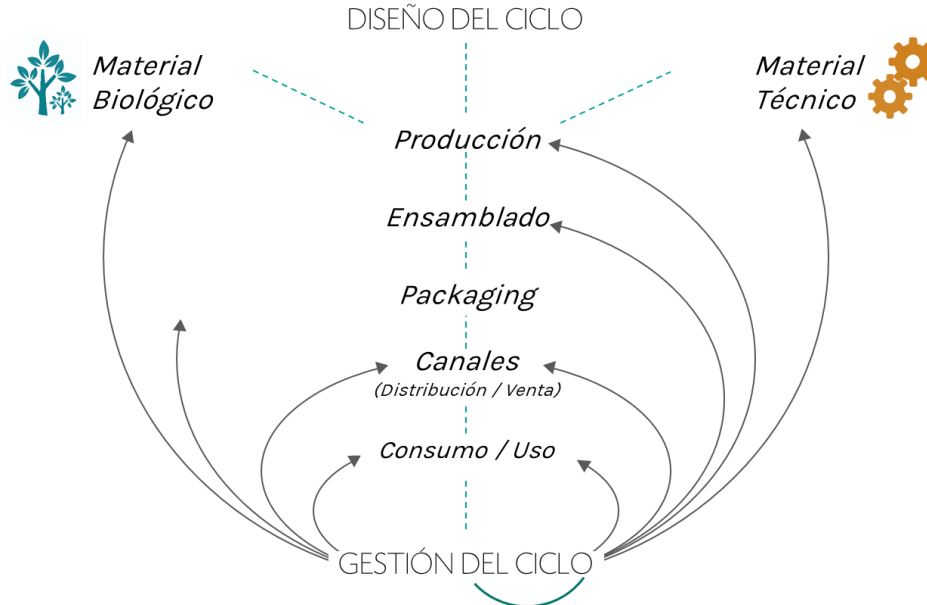 DISEÑO DEL CICLO
Material
Biológico
Material
Técnico
Producción
Ensamblado
Packaging
Canales
(Distribución / Venta)
Consumo / Uso
GESTIÓN DEL CICLO